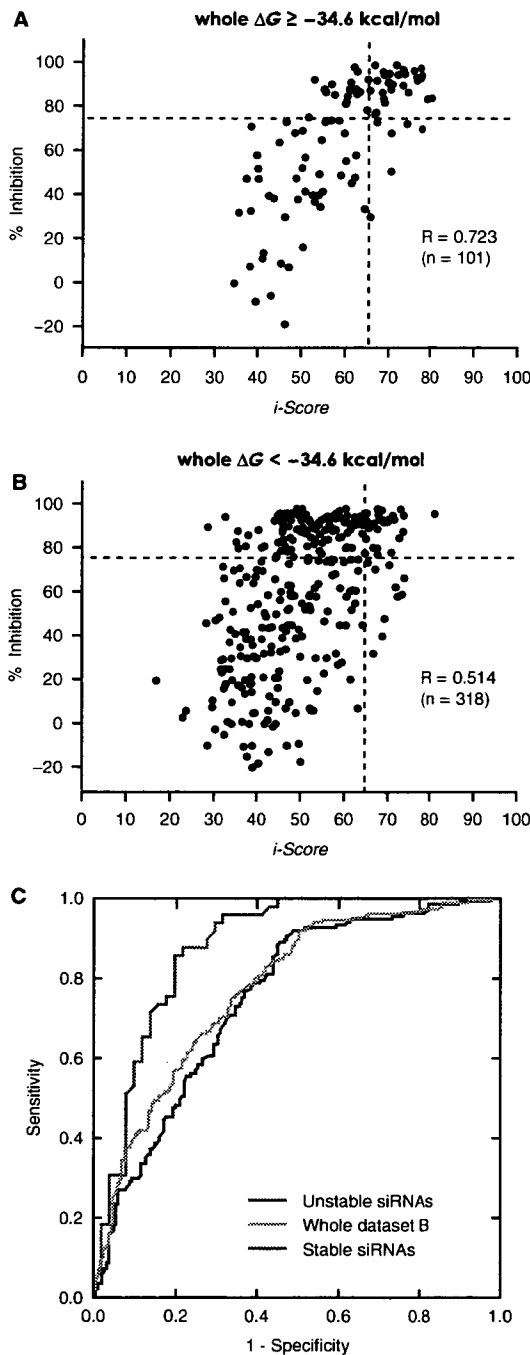 A
whole ΔG ≥ −34.6 kcal/mol
100
80
60
40
20
0
−20
% Inhibition
R = 0.723
(n = 101)
0 10 20 30 40 50 60 70 80 90 100
i-Score
B
whole ΔG < −34.6 kcal/mol
100
80
60
40
20
0
−20
% Inhibition
R = 0.514
(n = 318)
0 10 20 30 40 50 60 70 80 90 100
i-Score
C
1.0
0.8
0.6
0.4
0.2
0.0
Sensitivity
Unstable siRNAs
Whole dataset B
Stable siRNAs
0.0 0.2 0.4 0.6 0.8 1.0
1 - Specificity